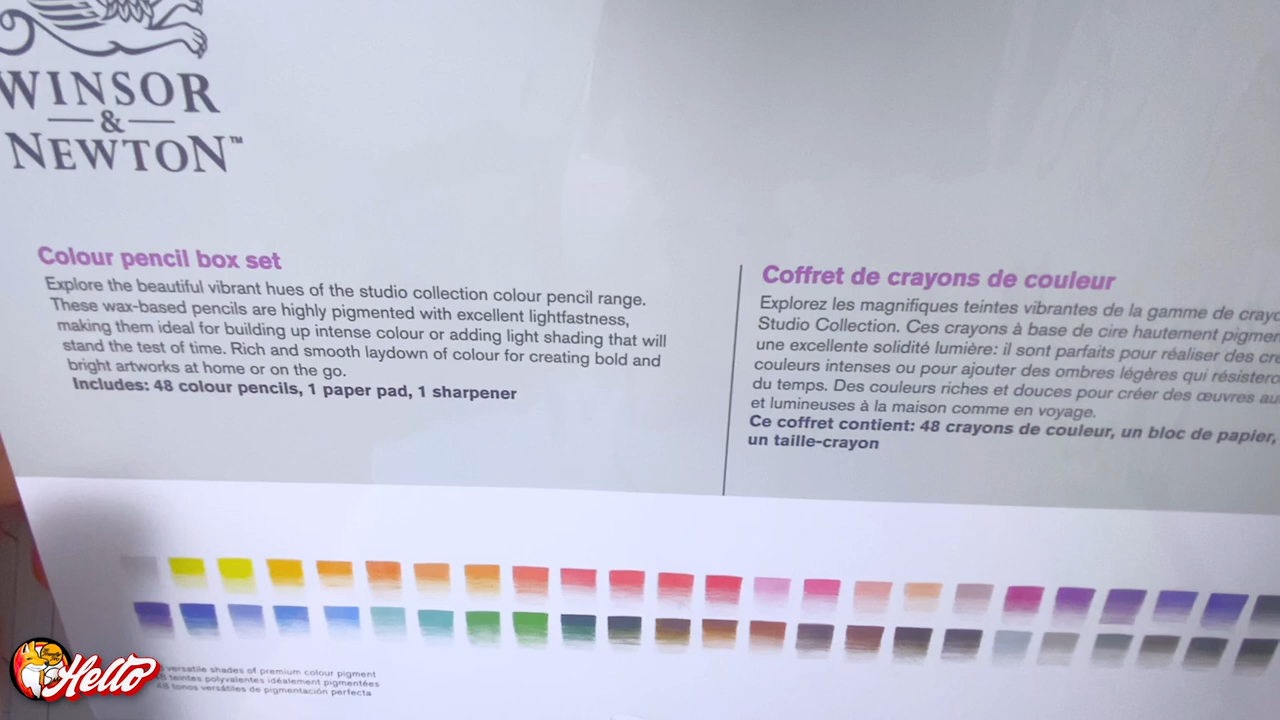 WINSOR
&
NEWTON™
Colour pencil box set
Explore the beautiful vibrant hues of the studio collection colour pencil range.
These wax-based pencils are highly pigmented with excellent lightfastness,
making them ideal for building up intense colour or adding light shading that will
stand the test of time. Rich and smooth laydown of colour for creating bold and
bright artworks at home or on the go.
Includes: 48 colour pencils, 1 paper pad, 1 sharpener
Coffret de crayons de couleur
Explorez les magnifiques teintes vibrantes de la gamme de
Studio Collection. Ces crayons à base de cire hautement
une excellente solidité lumière: il sont parfaits pour réaliser des
couleurs intenses ou pour ajouter des ombres légères qui
du temps. Des couleurs riches et douces pour créer des œuvres
et lumineuses à la maison comme en voyage.
Ce coffret contient: 48 crayons de couleur, un bloc de papier,
un taille-crayon
versatile shades of premium colour pigment
48 teintes polyvalentes idéalement pigmentées
48 tonos versátiles de pigmentación perfecta
Hello